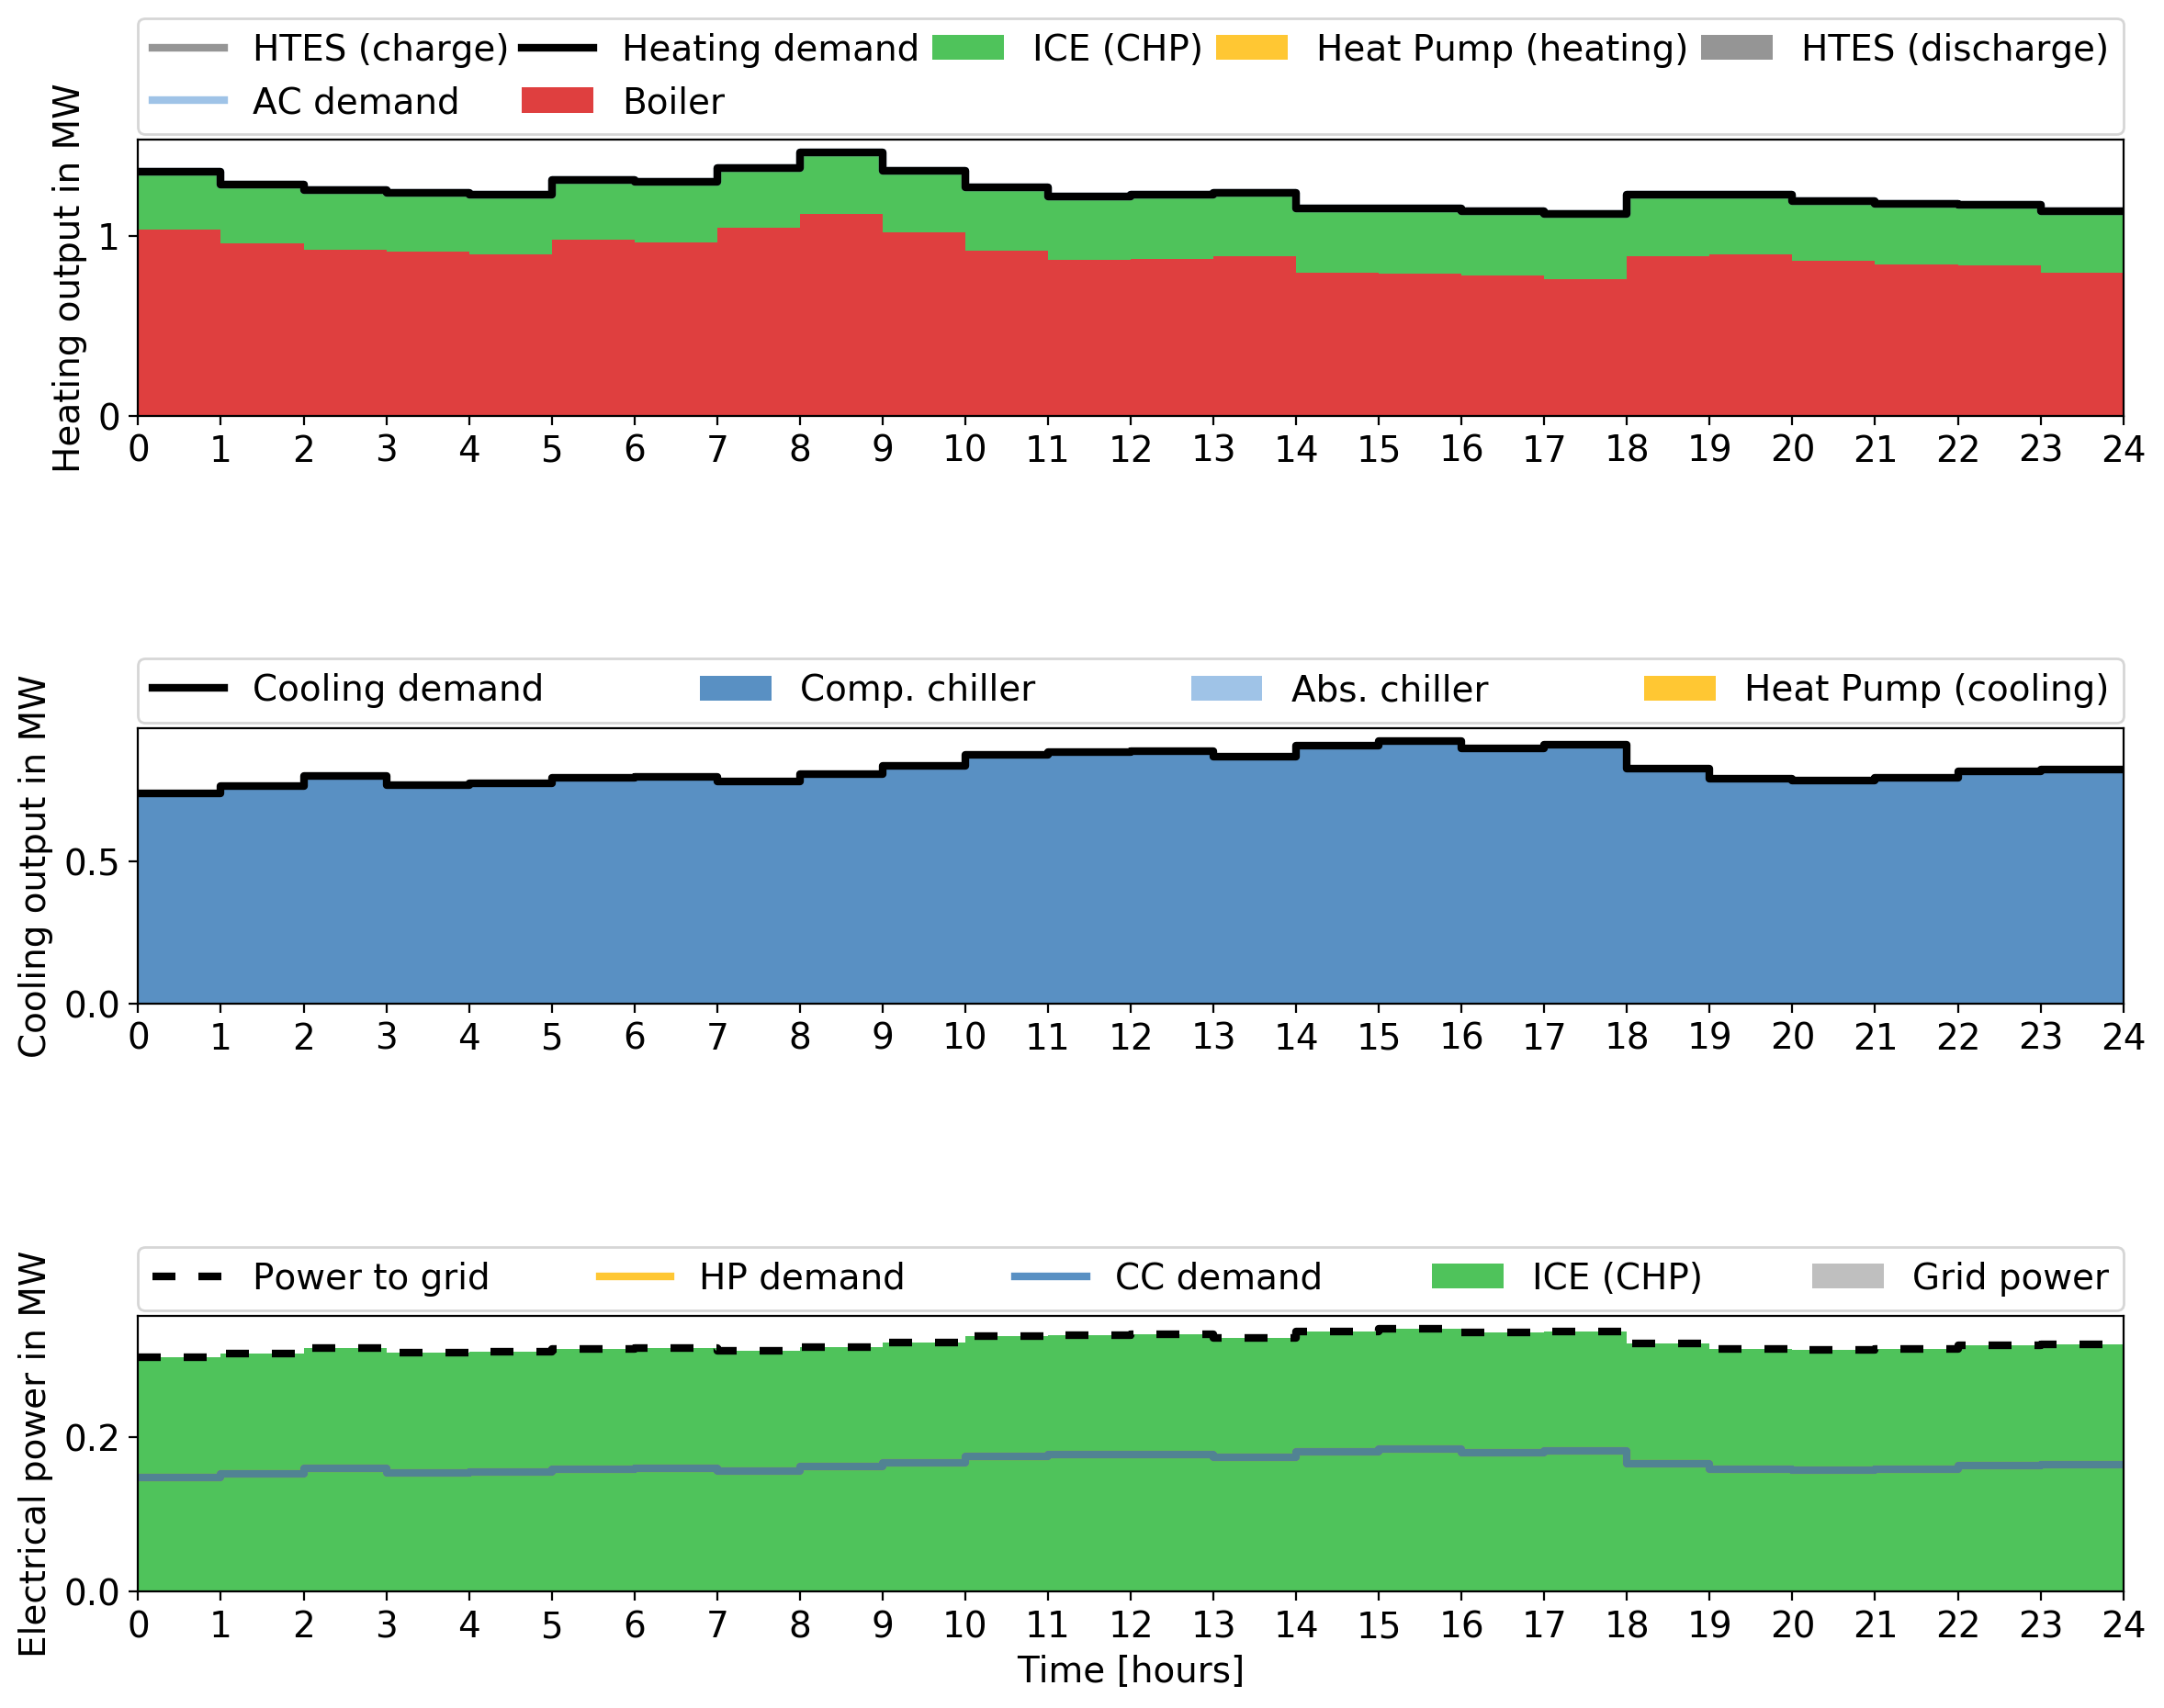 HTES (charge) Heating demand ICE (CHP) Heat Pump (heating) HTES (discharge)
AC demand Boiler
Heating output in MW
1
0
0 1 2 3 4 5 6 7 8 9 10 11 12 13 14 15 16 17 18 19 20 21 22 23 24
Cooling demand Comp. chiller Abs. chiller Heat Pump (cooling)
Cooling output in MW
0.5
0.0
0 1 2 3 4 5 6 7 8 9 10 11 12 13 14 15 16 17 18 19 20 21 22 23 24
Power to grid HP demand CC demand ICE (CHP) Grid power
Electrical power in MW
0.2
0.0
0 1 2 3 4 5 6 7 8 9 10 11 12 13 14 15 16 17 18 19 20 21 22 23 24
Time [hours]